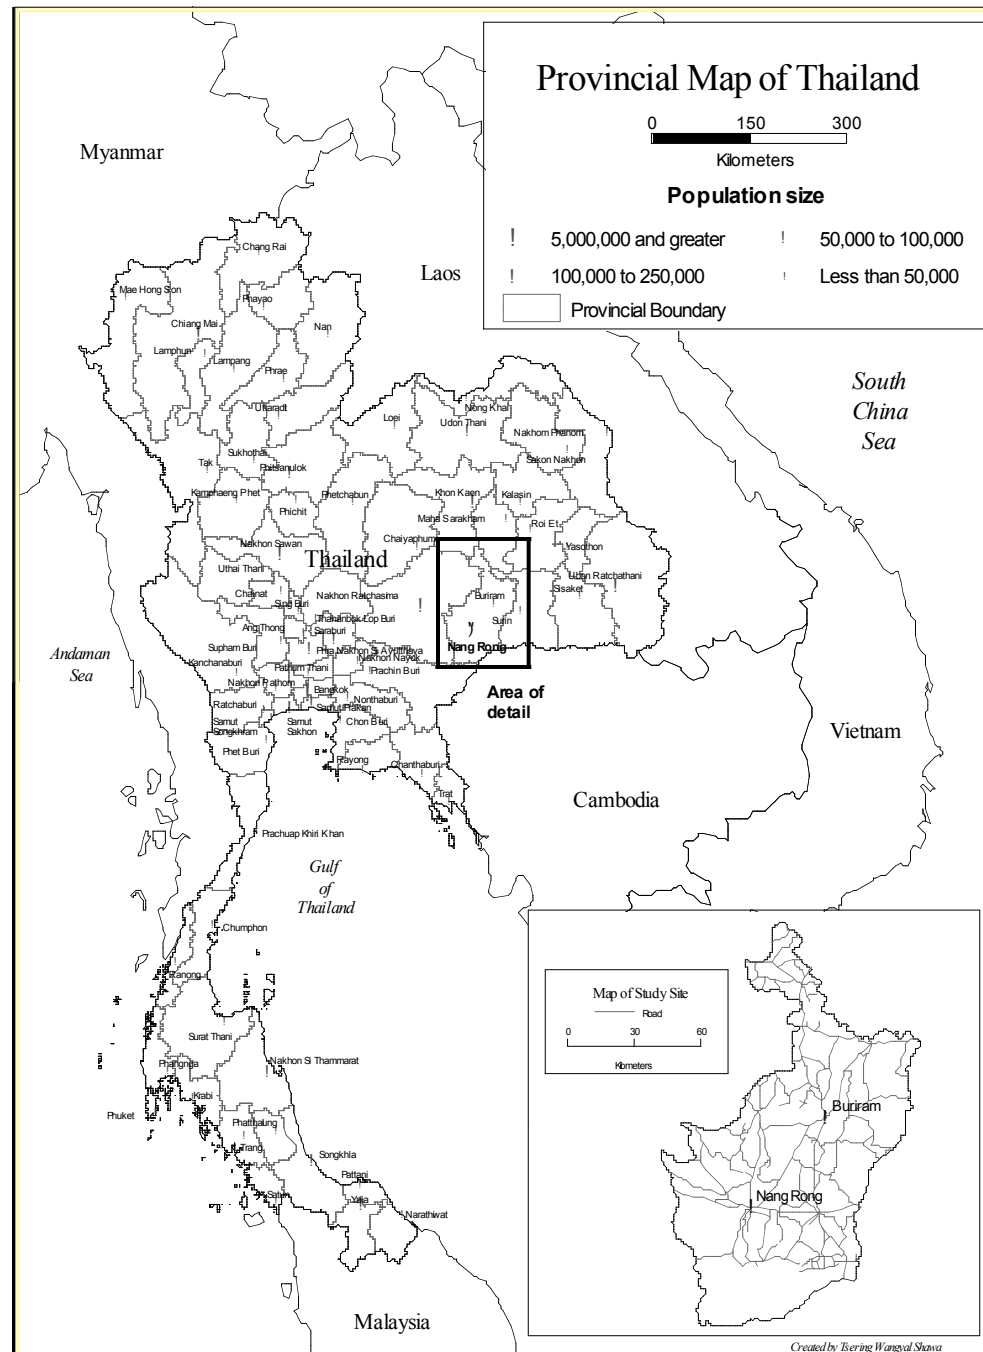 Provincial Map of Thailand
0 150 300
Kilometers
Population size
! 5,000,000 and greater
! 50,000 to 100,000
! 100,000 to 250,000
! Less than 50,000
Provincial Boundary
Myanmar
Laos
South
China
Sea
Chang Rai
Mae Hong Son
Phayao
Chiang Mai
Nan
Lamphun
Lampang
Phrae
Utharadt
Loei
Nong Khai
Udon Thani
Nakhom Phanom
Sukhothai
Phitsanulok
Tak
Sakon Nakhon
Kamphaeng Phet
Phetchabun
Khon Kaen
Kalasin
Phichit
Maha Sarakham
Roi Et
Chaiyaphum
Nakhon Sawan
Thailand
Yasothon
Uthai Thani
Ubon Ratchathani
Chainat
Nakhon Ratchasima
Buriram
Sisaket
Sing Buri
Lop Buri
Surin
Ang Thong
Saraburi
Supham Buri
Phra Nakhon Si Ayutthaya
Nang Rong
Andaman
Sea
Kanchanaburi
Nakhon Nayok
Pathum Thani
Prachin Buri
Nakhon Pathom
Bangkok
Nonthaburi
Area of
detail
Ratchaburi
Samut Prakan
Samut
Songkhram
Samut
Sakhon
Chon Buri
Phet Buri
Rayong
Chanthaburi
Trat
Vietnam
Cambodia
Prachuap Khiri Khan
Gulf
of
Thailand
Chumphon
Ranong
Surat Thani
Phangnga
Nakhon Si Thammarat
Krabi
Phuket
Phatthalung
Trang
Songkhla
Pattani
Satun
Yala
Narathiwat
Malaysia
Map of Study Site
Road
0 30 60
Kilometers
Buriram
Nang Rong
Created by Tsering Wangyal Shawa